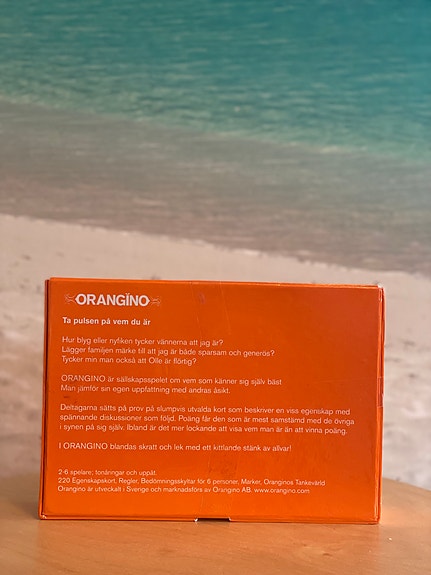 ORANGÏNO
Ta pulsen på vem du är
Hur blyg eller nyfiken tycker vännerna att jag är?
Lägger familjen märke till att jag är både sparsam och generös?
Tycker min man också att Olle är flörtig?
ORANGINO är sällskapsspelet om vem som känner sig själv bäst
Man jämför sin egen uppfattning med andras åsikt.
Deltagarna sätts på prov på slumpvis utvalda kort som beskriver en viss egenskap med
spännande diskussioner som följd. Poäng får den som är mest samstämd med de övriga
i synen på sig själv. Ibland är det mer lockande att visa vem man är än att vinna poäng.
I ORANGINO blandas skratt och lek med ett kittlande stänk av allvar!
2-6 spelare; tonåringar och uppåt.
220 Egenskapskort, Regler, Bedömningsskyltar för 6 personer, Marker, Oranginos Tankevärld
Orangino är utvecklat i Sverige och marknadsförs av Orangino AB. www.orangino.com